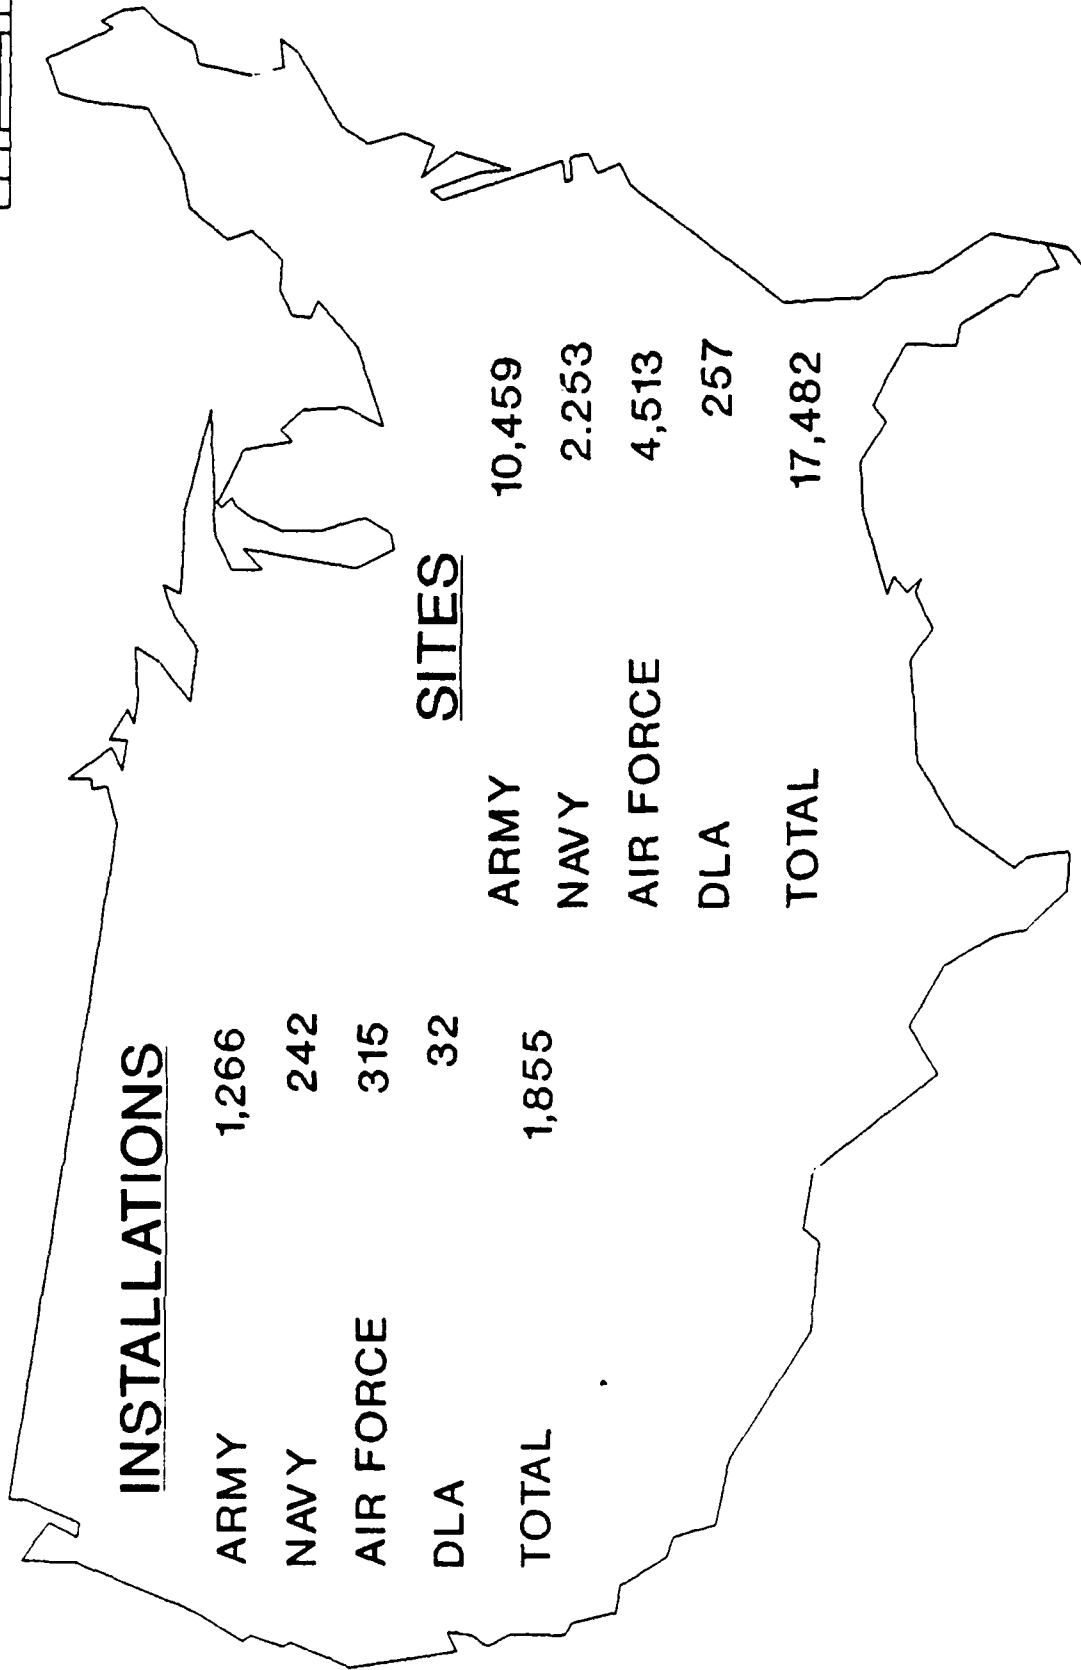 INSTALLATIONS
ARMY 1,266
NAVY 242
AIR FORCE 315
DLA 32
TOTAL 1,855
SITES
ARMY 10,459
NAVY 2.253
AIR FORCE 4,513
DLA 257
TOTAL 17,482